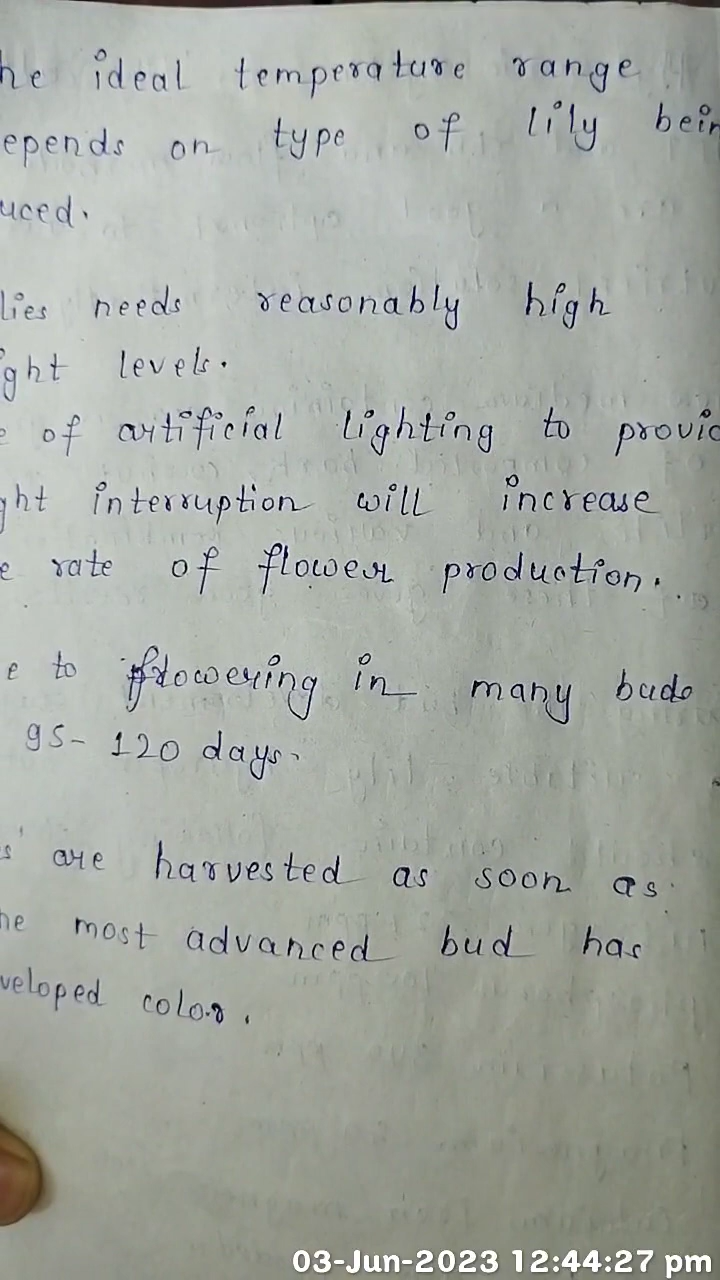 he ideal temperature range
epends on type of lily bein
uced.
lies needs reasonably high
ght levels.
e of artificial lighting to provid
ght interruption will increase
e rate of flower production.
e to flowering in many buds
95- 120 days.
s are harvested as soon as
he most advanced bud has
veloped color.
03-Jun-2023 12:44:27 pm